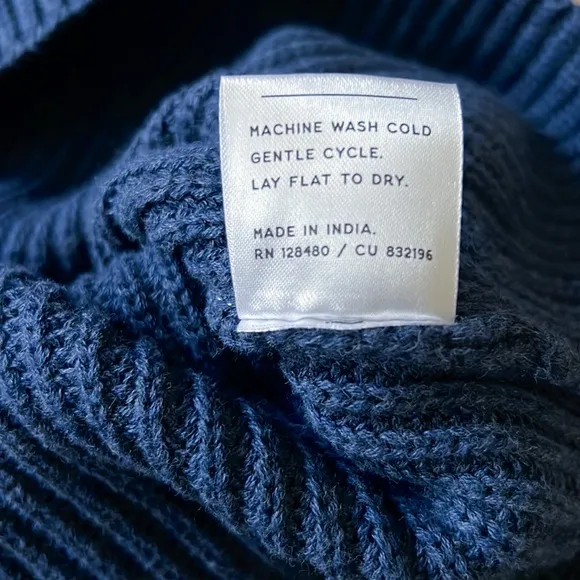 MACHINE WASH COLD
GENTLE CYCLE.
LAY FLAT TO DRY.
MADE IN INDIA.
RN 128480 / CU 832196